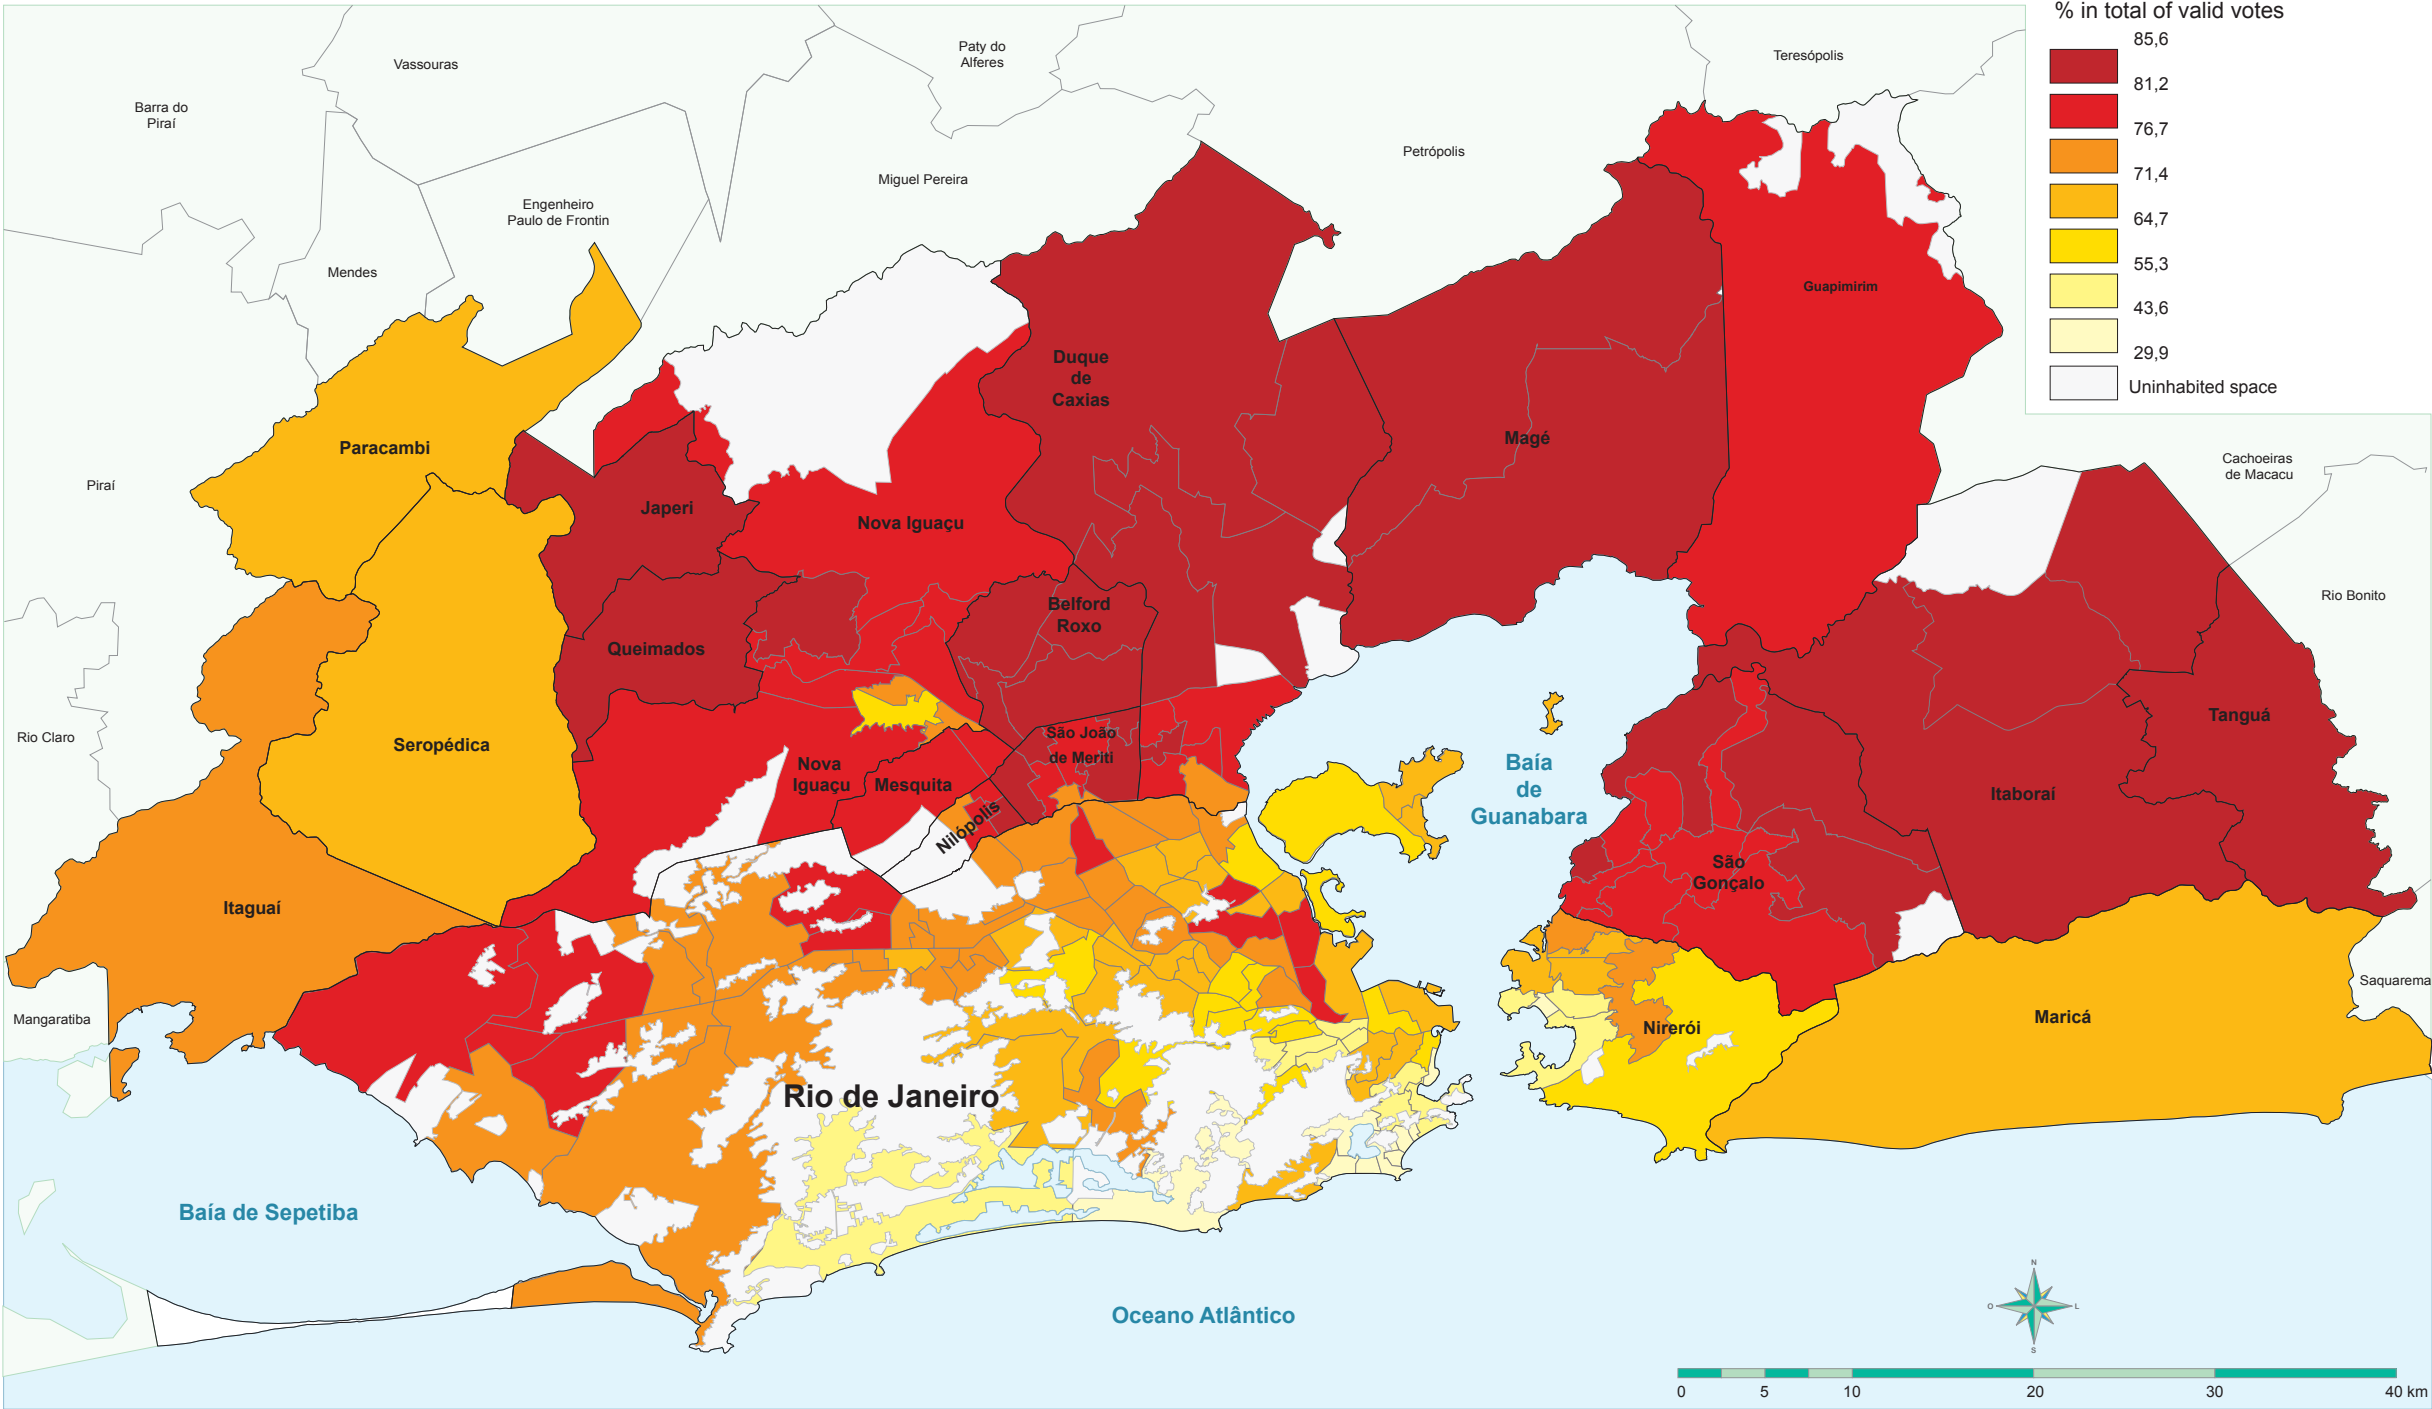 % in total of valid votes
85,6
81,2
76,7
71,4
64,7
55,3
43,6
29,9
Uninhabited space
Vassouras
Paty do
Alferes
Teresópolis
Barra do
Piraí
Petrópolis
Miguel Pereira
Engenheiro
Paulo de Frontin
Mendes
Guapimirim
Duque
de
Caxias
Paracambi
Magé
Cachoeiras
de Macacu
Piraí
Japeri
Nova Iguaçu
Rio Bonito
Belford
Roxo
Queimados
Tanguá
Rio Claro
Seropédica
São João
de Meriti
Nova
Iguaçu
Mesquita
Baía
de
Guanabara
Itaboraí
Nilópolis
São
Gonçalo
Itaguaí
Saquarema
Mangaratiba
Nirerói
Maricá
Rio de Janeiro
Baía de Sepetiba
Oceano Atlântico
N
O
L
S
0
5
10
20
30
40 km